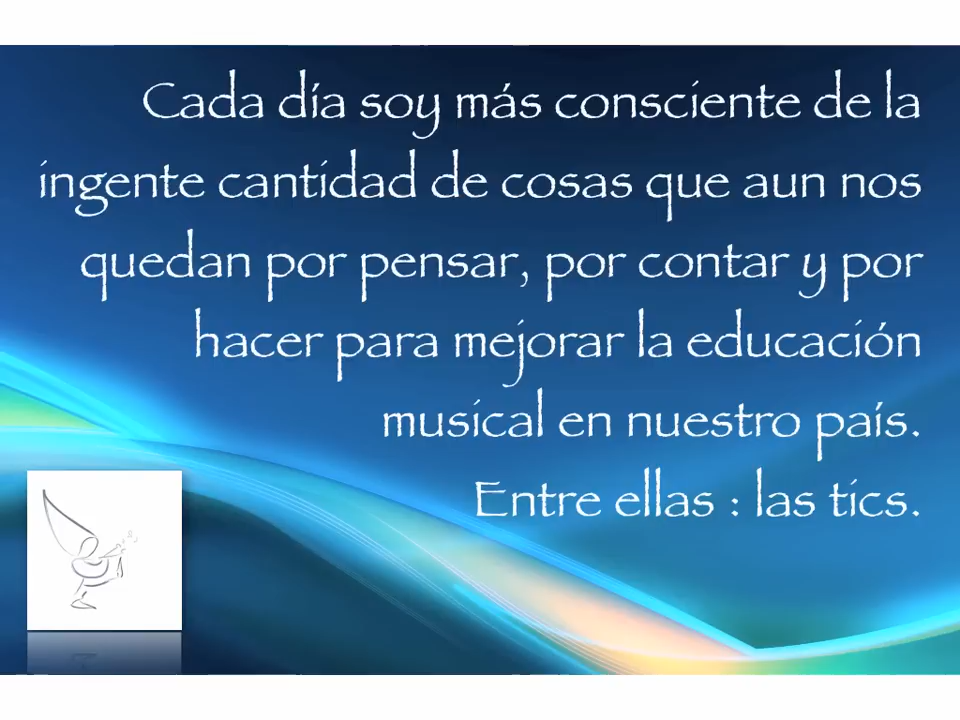 Cada día soy más consciente de la
ingente cantidad de cosas que aun nos
quedan por pensar, por contar y por
hacer para mejorar la educación
musical en nuestro país.
Entre ellas : las tics.